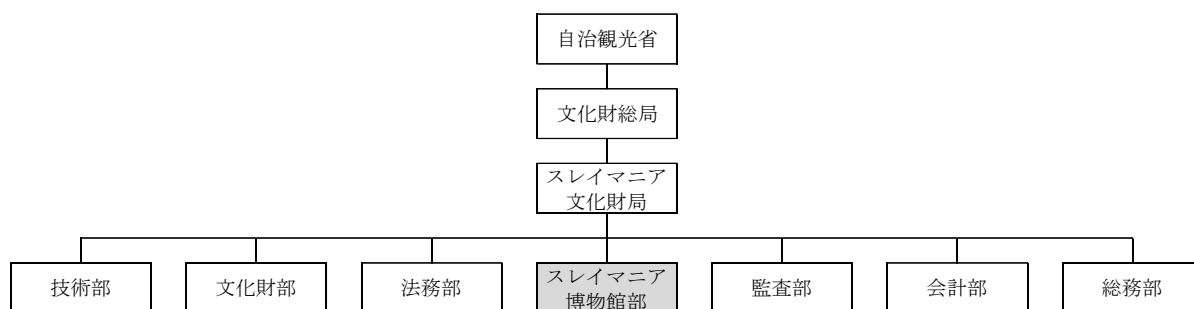 自治観光省
文化財総局
スレイマニア
文化財局
技術部
文化財部
法務部
スレイマニア
博物館部
監査部
会計部
総務部